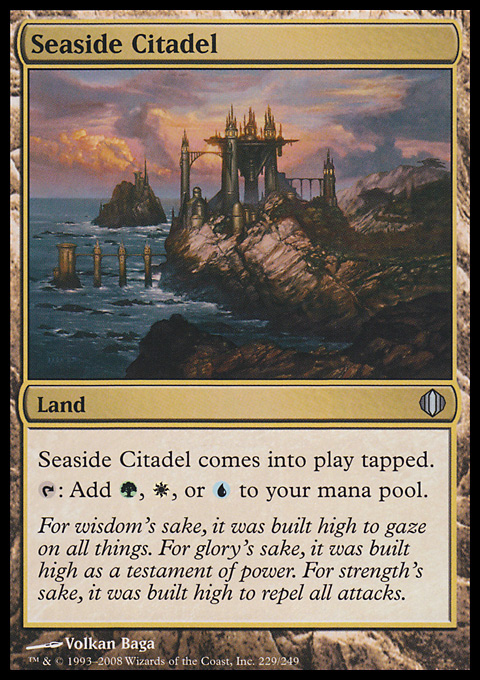 Seaside Citadel
Land
Seaside Citadel comes into play tapped.
: Add , , or to your mana pool.
For wisdom's sake, it was built high to gaze
on all things. For glory's sake, it was built
high as a testament of power. For strength's
sake, it was built high to repel all attacks.
Volkan Baga
™ & © 1993–2008 Wizards of the Coast, Inc. 229/249